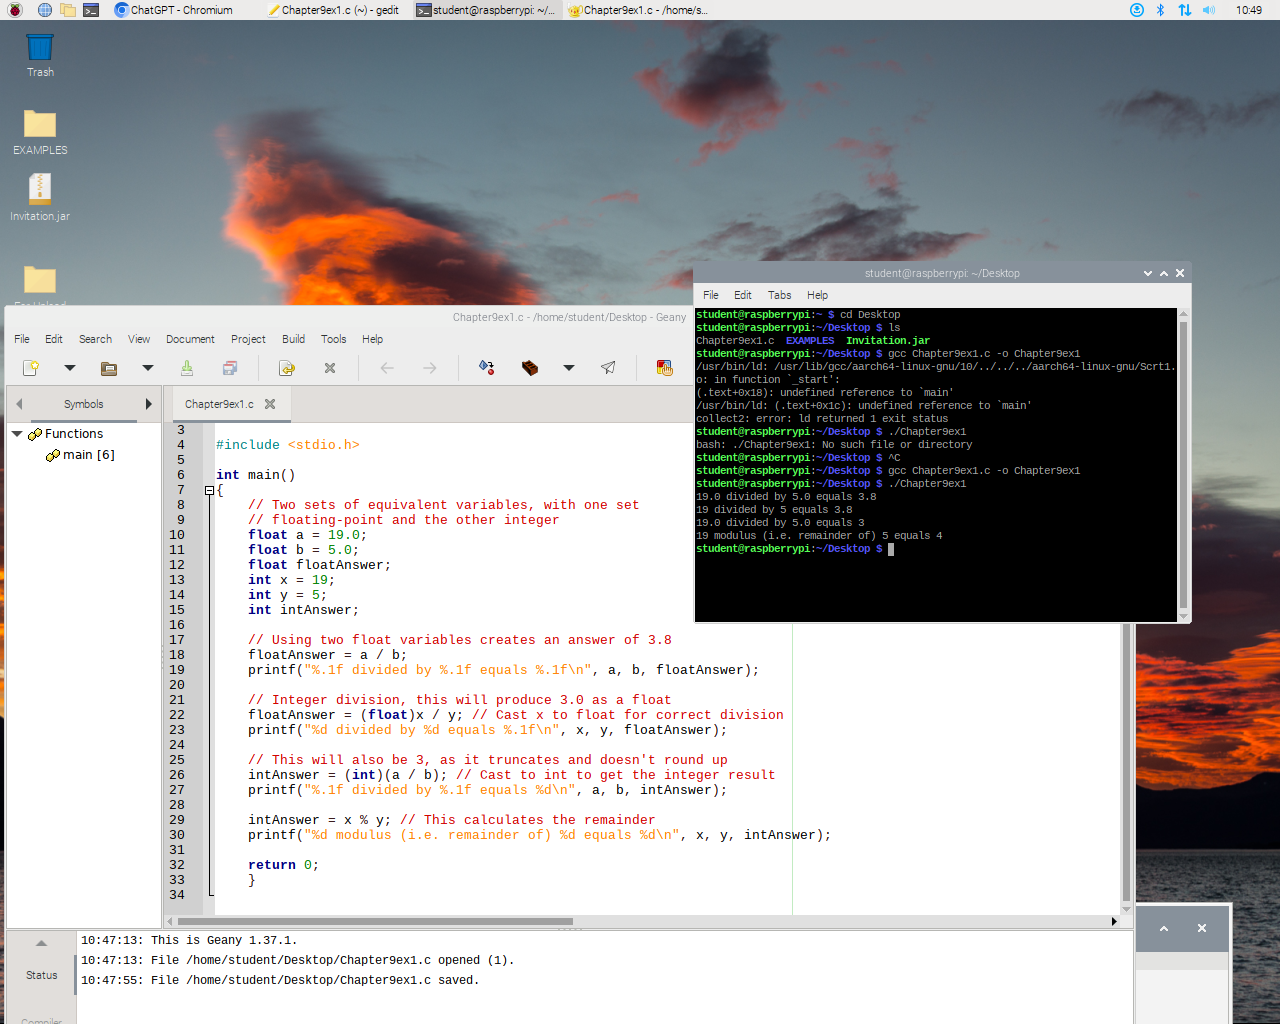 ChatGPT - Chromium
Chapter9ex1.c (~) - gedit
student@raspberrypi: ~/...
Chapter9ex1.c - /home/s...
10:49
Trash
EXAMPLES
Invitation.jar
student@raspberrypi: ~/Desktop
File Edit Tabs Help
student@raspberrypi:~ $ cd Desktop
student@raspberrypi:~/Desktop $ ls
Chapter9ex1.c  EXAMPLES  Invitation.jar
student@raspberrypi:~/Desktop $ gcc Chapter9ex1.c -o Chapter9ex1
/usr/bin/ld: /usr/lib/gcc/aarch64-linux-gnu/10/../../../aarch64-linux-gnu/Scrt1.
o: in function `_start':
(.text+0x18): undefined reference to `main'
/usr/bin/ld: (.text+0x1c): undefined reference to `main'
collect2: error: ld returned 1 exit status
student@raspberrypi:~/Desktop $ ./Chapter9ex1
bash: ./Chapter9ex1: No such file or directory
student@raspberrypi:~/Desktop $ ^C
student@raspberrypi:~/Desktop $ gcc Chapter9ex1.c -o Chapter9ex1
student@raspberrypi:~/Desktop $ ./Chapter9ex1
19.0 divided by 5.0 equals 3.8
19 divided by 5 equals 3.8
19.0 divided by 5.0 equals 3
19 modulus (i.e. remainder of) 5 equals 4
student@raspberrypi:~/Desktop $
Chapter9ex1.c - /home/student/Desktop - Geany
File Edit Search View Document Project Build Tools Help
Symbols
Functions
main [6]
Chapter9ex1.c
3
4 #include <stdio.h>
5
6 int main()
7 {
8 // Two sets of equivalent variables, with one set
9 // floating-point and the other integer
10 float a = 19.0;
11 float b = 5.0;
12 float floatAnswer;
13 int x = 19;
14 int y = 5;
15 int intAnswer;
16
17 // Using two float variables creates an answer of 3.8
18 floatAnswer = a / b;
19 printf("%.1f divided by %.1f equals %.1f\n", a, b, floatAnswer);
20
21 // Integer division, this will produce 3.0 as a float
22 floatAnswer = (float)x / y; // Cast x to float for correct division
23 printf("%d divided by %d equals %.1f\n", x, y, floatAnswer);
24
25 // This will also be 3, as it truncates and doesn't round up
26 intAnswer = (int)(a / b); // Cast to int to get the integer result
27 printf("%.1f divided by %.1f equals %d\n", a, b, intAnswer);
28
29 intAnswer = x % y; // This calculates the remainder
30 printf("%d modulus (i.e. remainder of) %d equals %d\n", x, y, intAnswer);
31
32 return 0;
33 }
34
Status
Compiler
10:47:13: This is Geany 1.37.1.
10:47:13: File /home/student/Desktop/Chapter9ex1.c opened (1).
10:47:55: File /home/student/Desktop/Chapter9ex1.c saved.